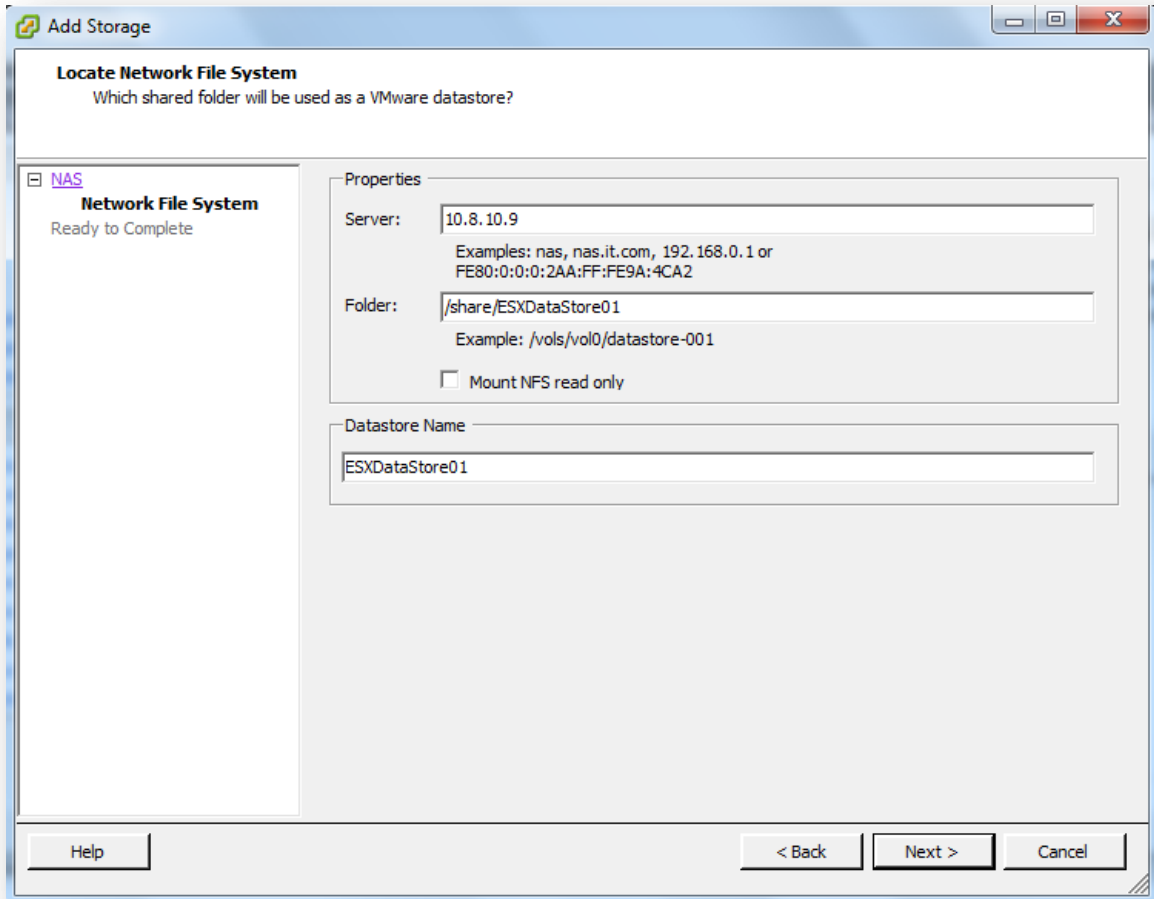 Add Storage
Locate Network File System
Which shared folder will be used as a VMware datastore?
NAS
Network File System
Ready to Complete
Properties
Server:
10.8.10.9
Examples: nas, nas.it.com, 192.168.0.1 or
FE80:0:0:0:2AA:FF:FE9A:4CA2
Folder:
/share/ESXDataStore01
Example: /vols/vol0/datastore-001
Mount NFS read only
Datastore Name
ESXDataStore01
Help
< Back
Next >
Cancel